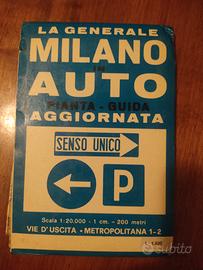 LA GENERALE
MILANO
IN
AUTO
PIANTA - GUIDA
AGGIORNATA
SENSO UNICO
P
Scala 1:20.000 - 1 cm. = 200 metri
VIE D'USCITA - METROPOLITANA 1-2
subito